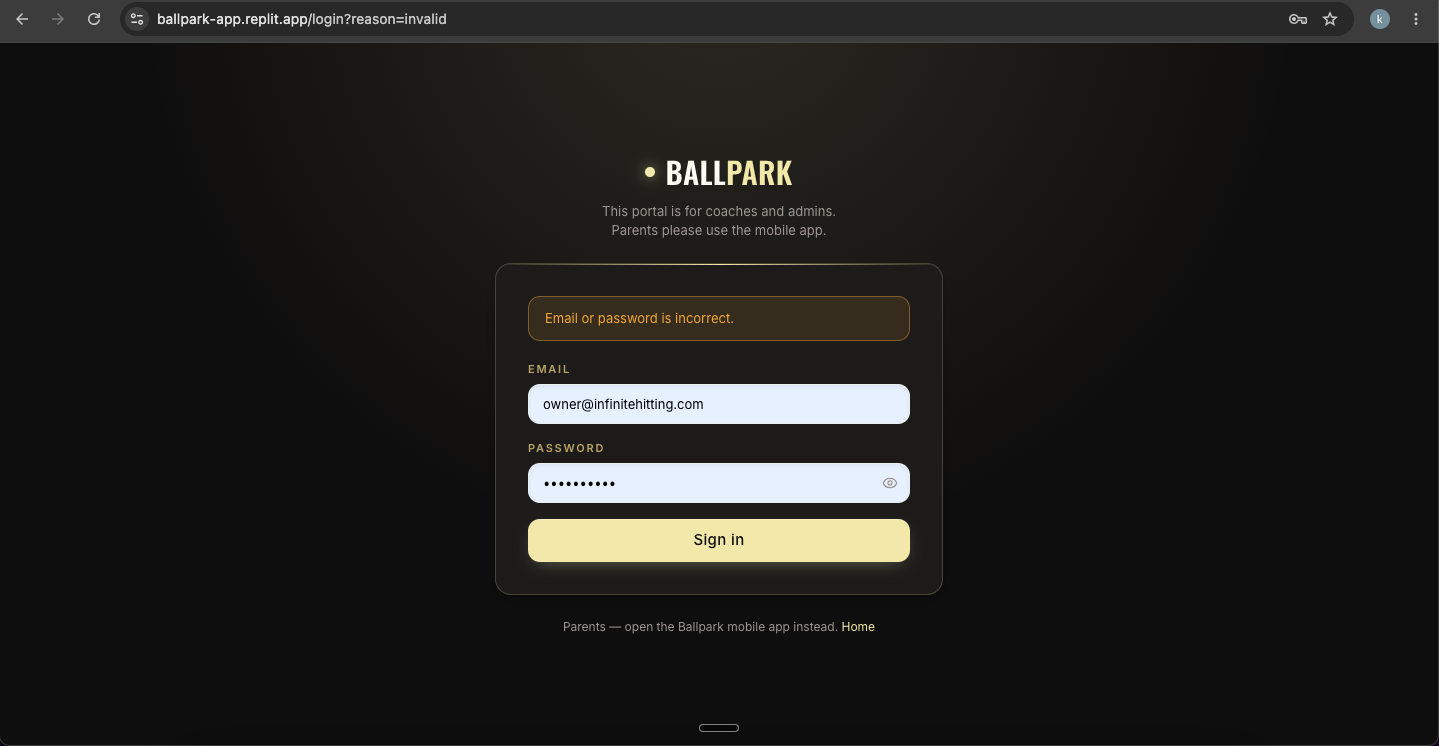 ballpark-app.replit.app/login?reason=invalid
k
BALLPARK
This portal is for coaches and admins.
Parents please use the mobile app.
Email or password is incorrect.
EMAIL
owner@infinitehitting.com
PASSWORD
••••••••••
Sign in
Parents — open the Ballpark mobile app instead. Home